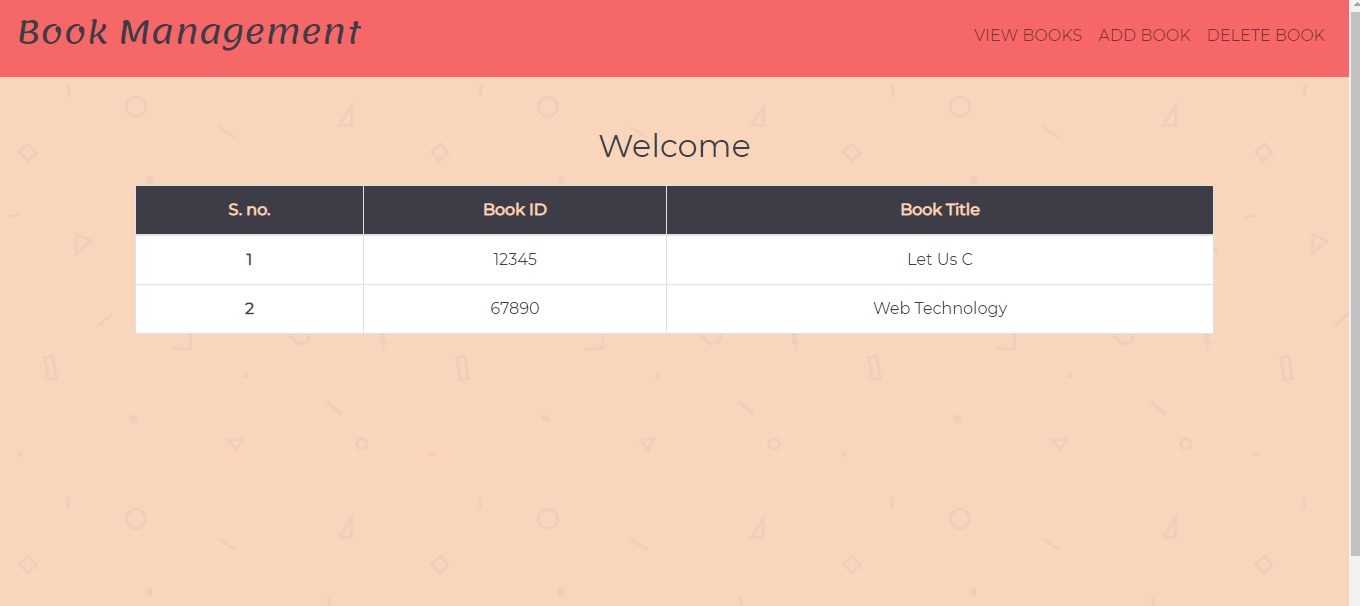 Book Management
VIEW BOOKS ADD BOOK DELETE BOOK
Welcome
S. no. Book ID Book Title
1 12345 Let Us C
2 67890 Web Technology